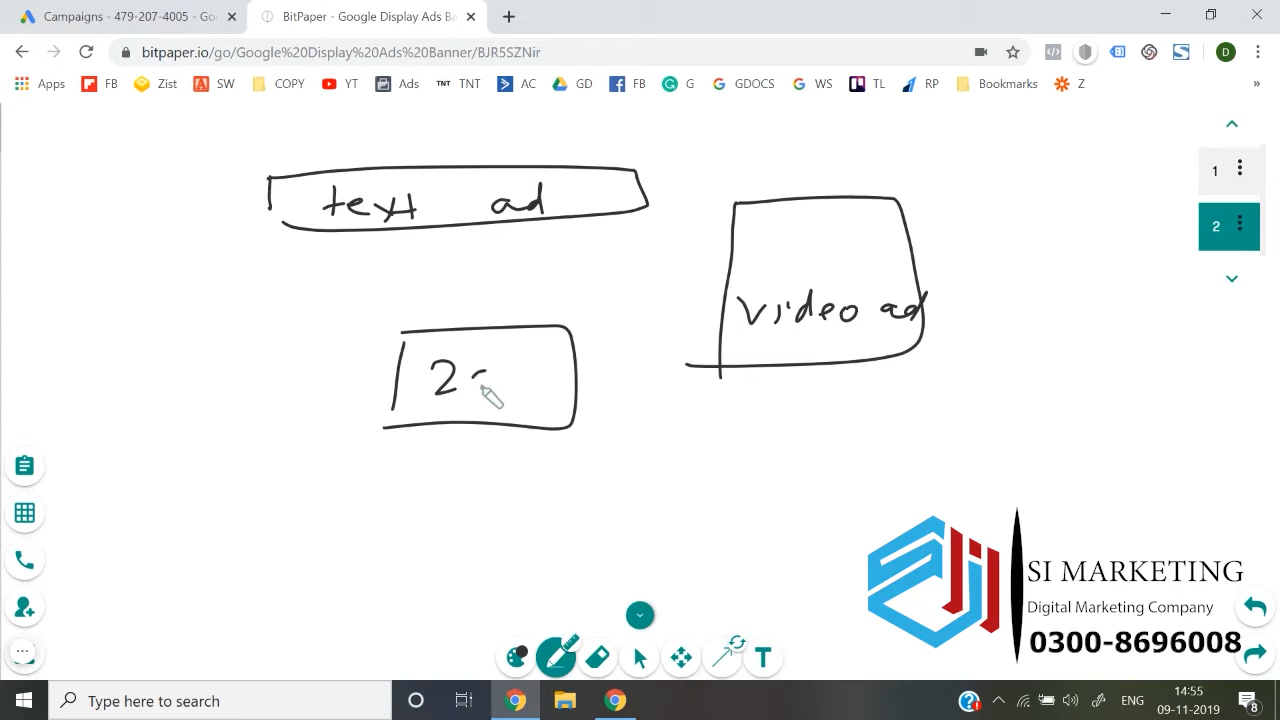 Campaigns - 479-207-4005 - Go
BitPaper - Google Display Ads Ba
bitpaper.io/go/Google%20Display%20Ads%20Banner/BJR5SZNir
D
Apps FB Zist SW COPY YT Ads TNT TNT AC GD FB G GDOCS WS TL RP Bookmarks Z »
text ad
1
2
video ad
2
SI MARKETING
Digital Marketing Company
0300-8696008
T
Type here to search
ENG
14:55
09-11-2019
8